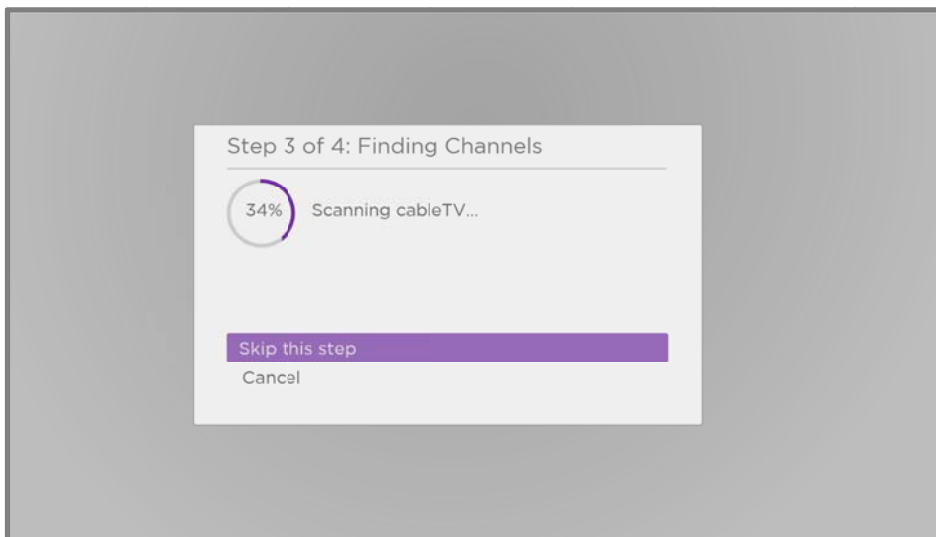 Step 3 of 4: Finding Channels
34% Scanning cableTV...
Skip this step
Cancel